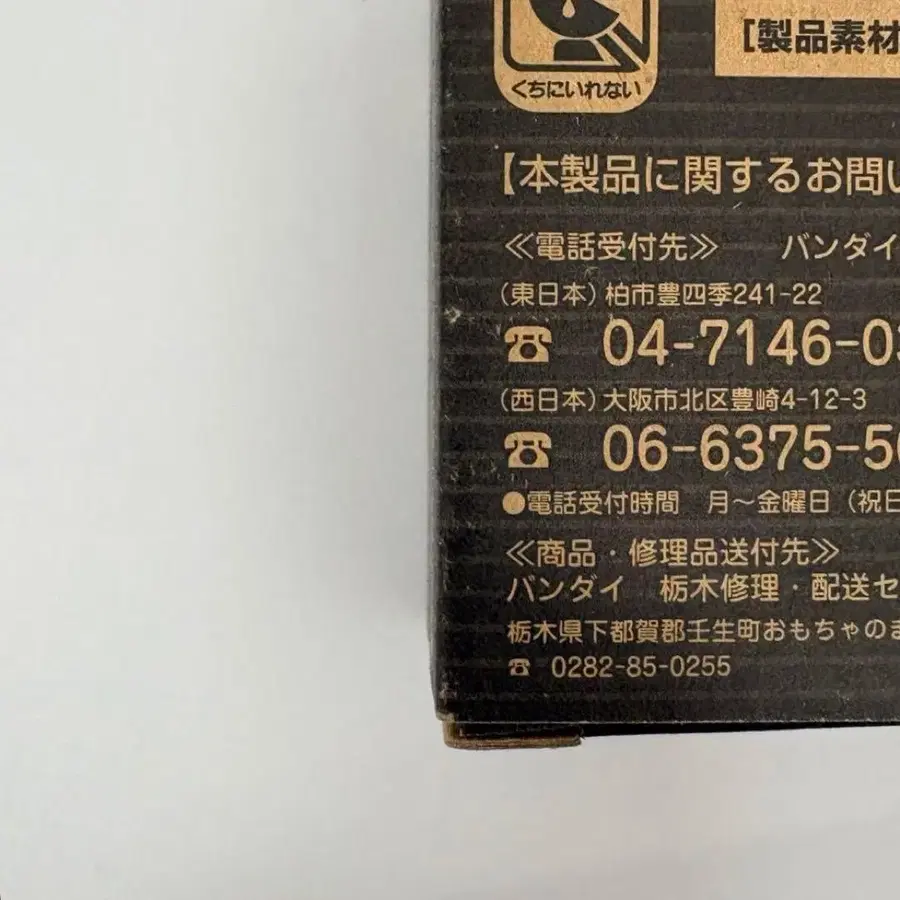 [製品素材
くちにいれない
【本製品に関するお問い
≪電話受付先≫ バンダイ
(東日本) 柏市豊四季241-22
☎ 04-7146-03
(西日本) 大阪市北区豊崎4-12-3
☎ 06-6375-50
●電話受付時間 月～金曜日 (祝日
≪商品・修理品送付先≫
バンダイ 栃木修理・配送セ
栃木県下都賀郡壬生町おもちゃのま
☎ 0282-85-0255